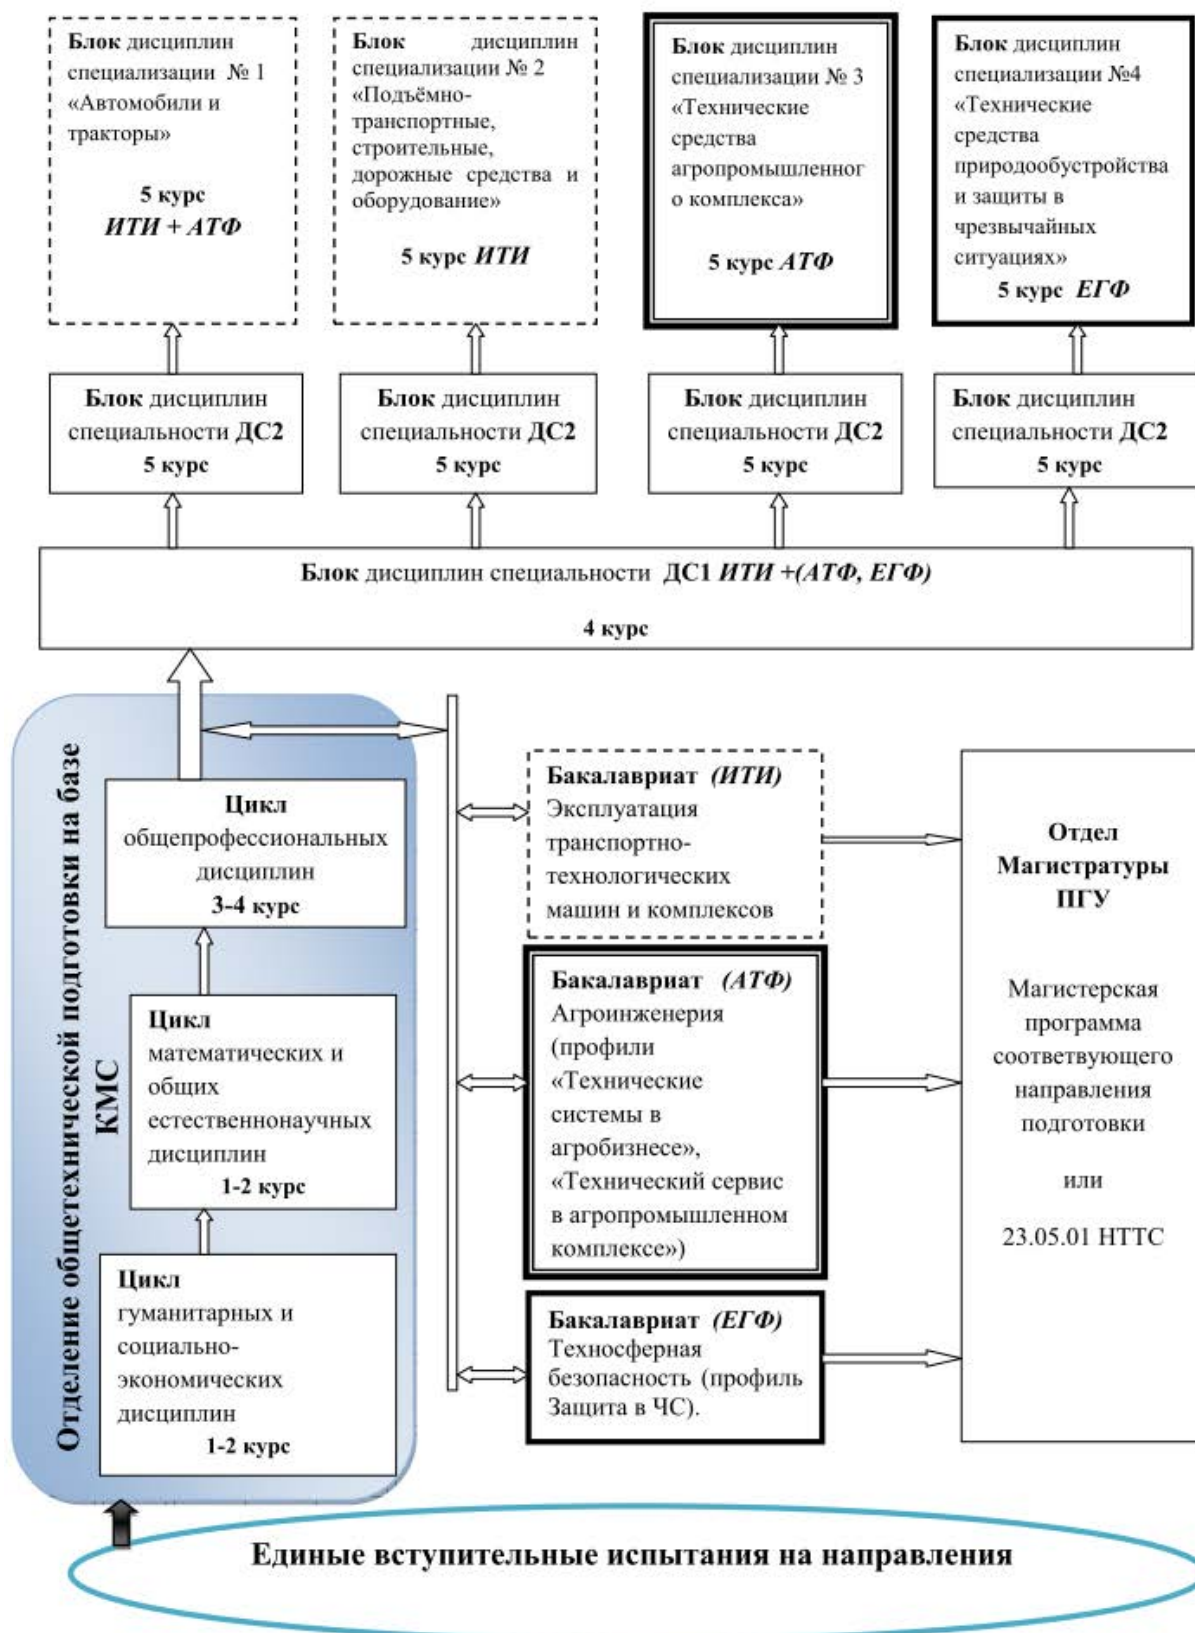 Блок дисциплин
специализации № 1
«Автомобили и
тракторы»
5 курс
ИТИ + АТФ
Блок дисциплин
специализации № 2
«Подъёмно-
транспортные,
строительные,
дорожные средства и
оборудование»
5 курс ИТИ
Блок дисциплин
специализации № 3
«Технические
средства
агропромышленног
о комплекса»
5 курс АТФ
Блок дисциплин
специализации №4
«Технические
средства
природообустройства
и защиты в
чрезвычайных
ситуациях»
5 курс ЕГФ
Блок дисциплин
специальности ДС2
5 курс
Блок дисциплин
специальности ДС2
5 курс
Блок дисциплин
специальности ДС2
5 курс
Блок дисциплин
специальности ДС2
5 курс
Блок дисциплин специальности ДС1 ИТИ +(АТФ, ЕГФ)
4 курс
Отделение общетехнической подготовки на базе
КМС
Цикл
общепрофессиональных
дисциплин
3-4 курс
Цикл
математических и
общих
естественнонаучных
дисциплин
1-2 курс
Цикл
гуманитарных и
социально-
экономических
дисциплин
1-2 курс
Бакалавриат (ИТИ)
Эксплуатация
транспортно-
технологических
машин и комплексов
Бакалавриат (АТФ)
Агроинженерия
(профили
«Технические
системы в
агробизнесе»,
«Технический сервис
в агропромышленном
комплексе»)
Бакалавриат (ЕГФ)
Техносферная
безопасность (профиль
Защита в ЧС).
Отдел
Магистратуры
ПГУ
Магистерская
программа
соответвующего
направления
подготовки
или
23.05.01 НТТС
Единые вступительные испытания на направления